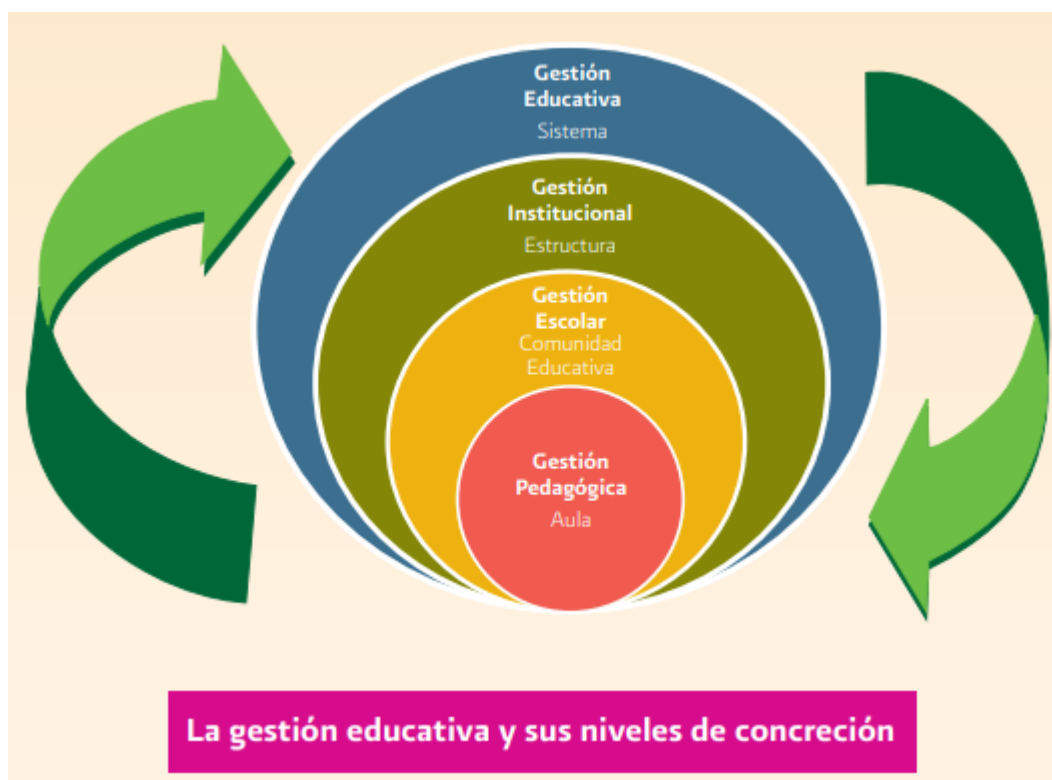 Gestión
Educativa
Sistema
Gestión
Institucional
Estructura
Gestión
Escolar
Comunidad
Educativa
Gestión
Pedagógica
Aula
La gestión educativa y sus niveles de concreción